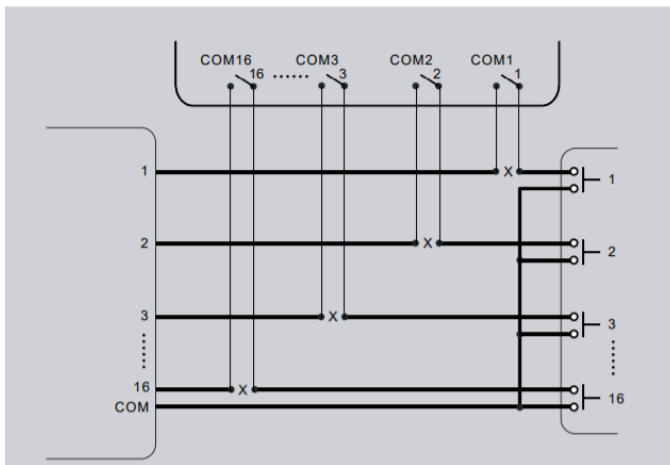 COM16 COM3 COM2 COM1
16 ...... 3 2 1
1 X 1
2 X 2
3 X 3
...... ......
16 X 16
COM